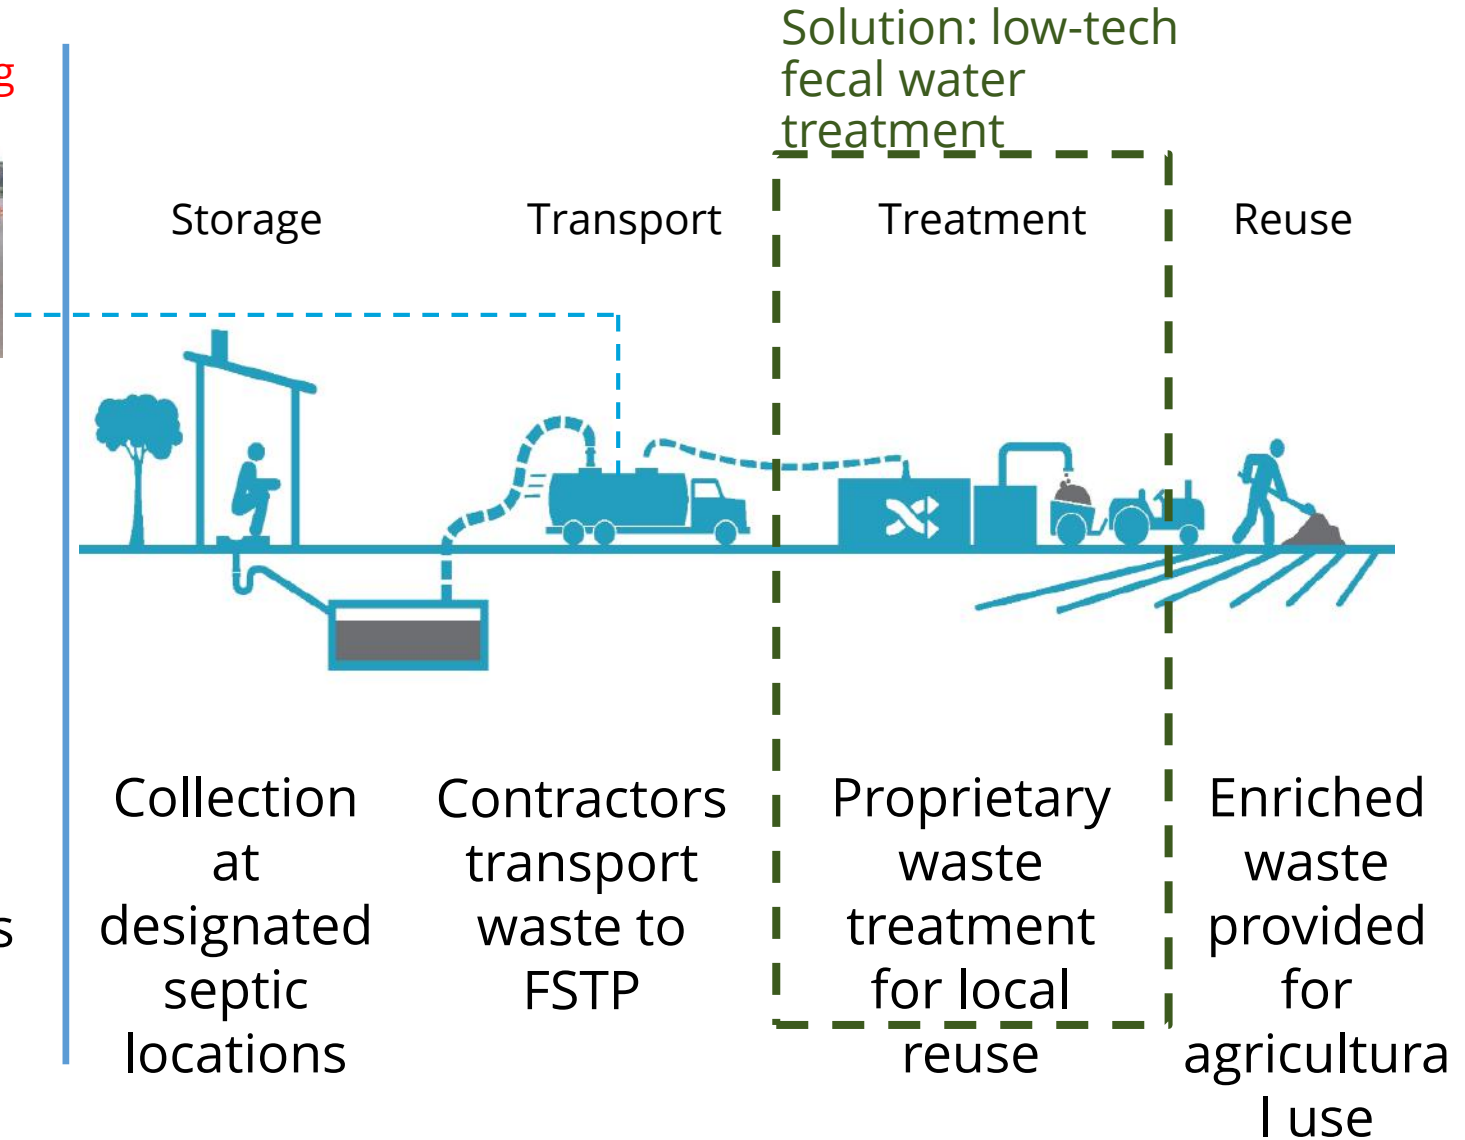 Solution: low-tech
fecal water
treatment
g
Storage
Transport
Treatment
Reuse
Collection
at
designated
septic
locations
Contractors
transport
waste to
FSTP
Proprietary
waste
treatment
for local
reuse
Enriched
waste
provided
for
agricultura
l use
s